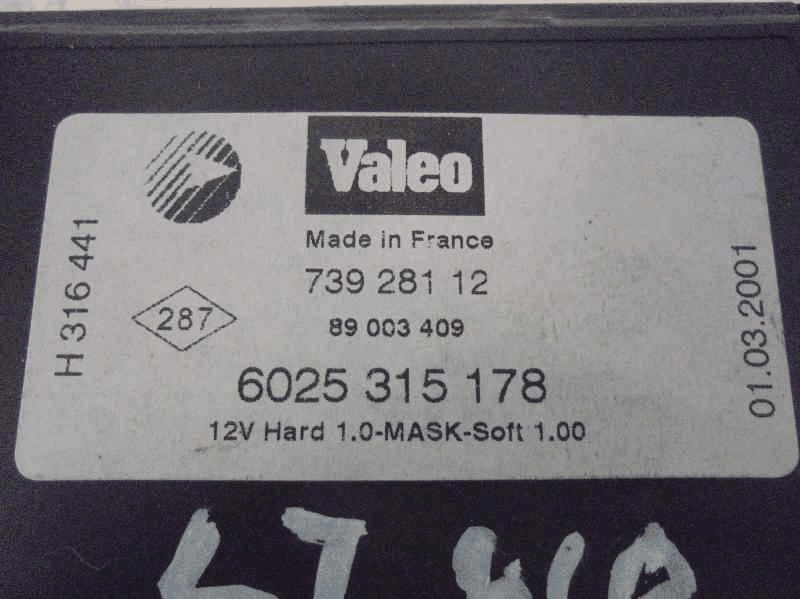 Valeo
Made in France
739 281 12
89 003 409
6025 315 178
12V Hard 1.0-MASK-Soft 1.00
H 316 441
287
01.03.2001